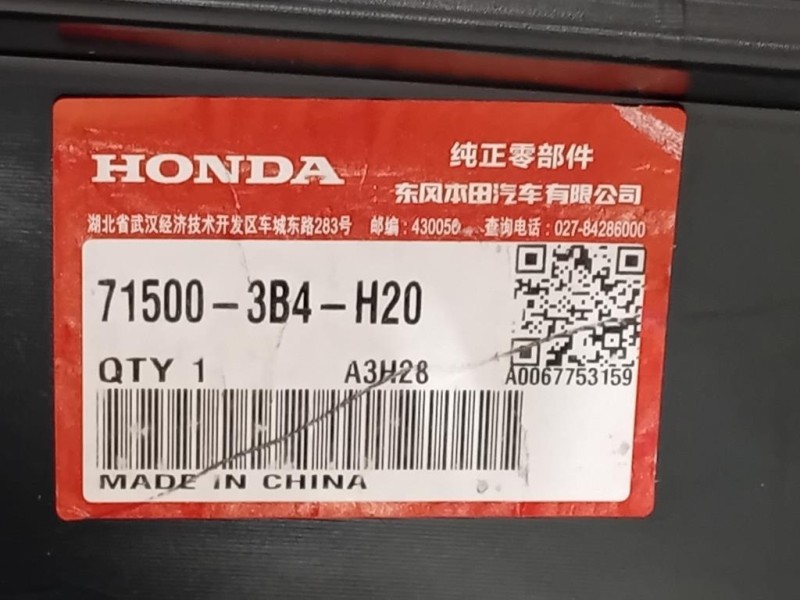 HONDA
纯正零部件
东风本田汽车有限公司
湖北省武汉经济技术开发区车城东路283号 邮编:430056 查询电话:027-84286000
71500-3B4-H20
QTY 1 A3H28 A0067753159
MADE IN CHINA